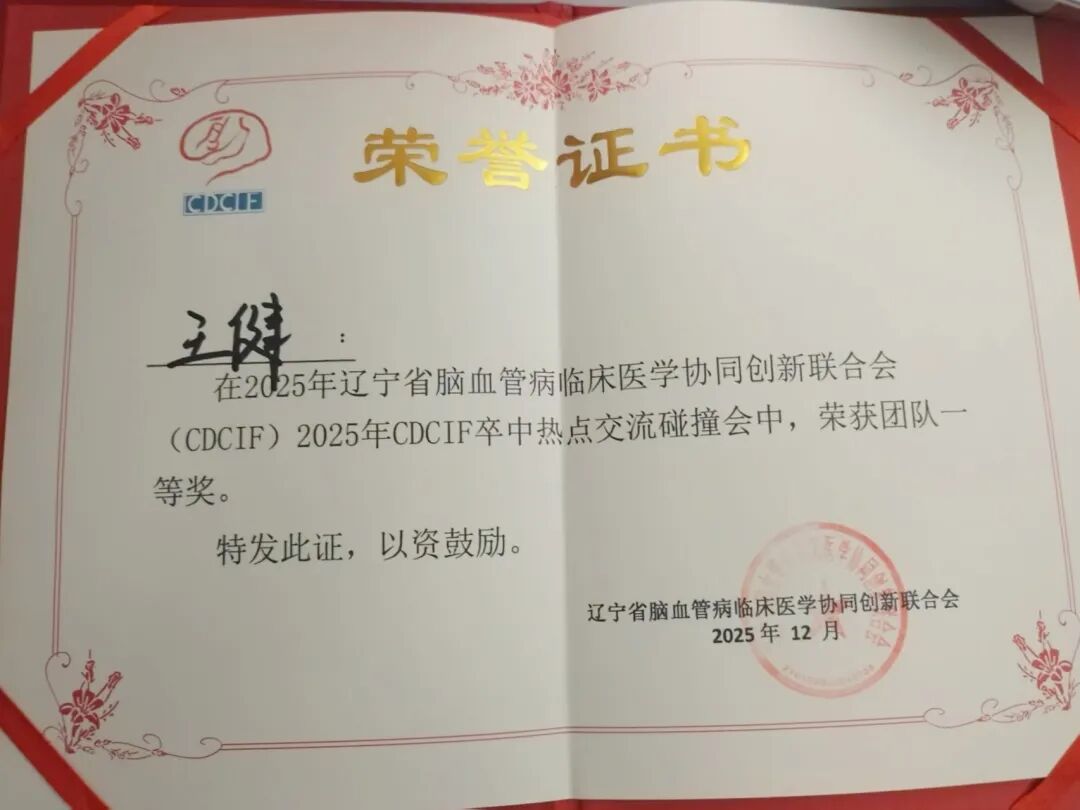 CDCIF
荣誉证书
王健：
在2025年辽宁省脑血管病临床医学协同创新联合会
（CDCIF）2025年CDCIF卒中热点交流碰撞会中，荣获团队一
等奖。
特发此证，以资鼓励。
辽宁省脑血管病临床医学协同创新联合会
2025年 12 月